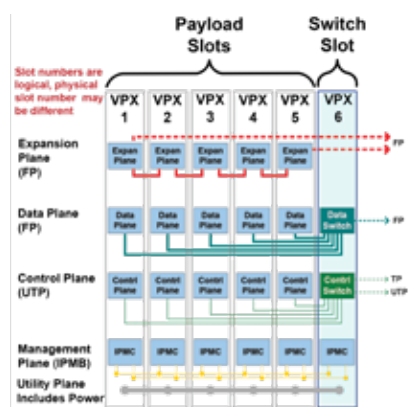 Payload Slots
Switch Slot
Slot numbers are
logical, physical
slot number may
be different
VPX 1
VPX 2
VPX 3
VPX 4
VPX 5
VPX 6
Expansion
Plane
(FP)
Expan Plane
Expan Plane
Expan Plane
Expan Plane
Expan Plane
FP
Data Plane
(FP)
Data Plane
Data Plane
Data Plane
Data Plane
Data Plane
Data Switch
FP
Control Plane
(UTP)
Contrl Plane
Contrl Plane
Contrl Plane
Contrl Plane
Contrl Plane
Contrl Switch
TP
UTP
Management
Plane (IPMB)
IPMC
IPMC
IPMC
IPMC
IPMC
IPMC
Utility Plane
Includes Power